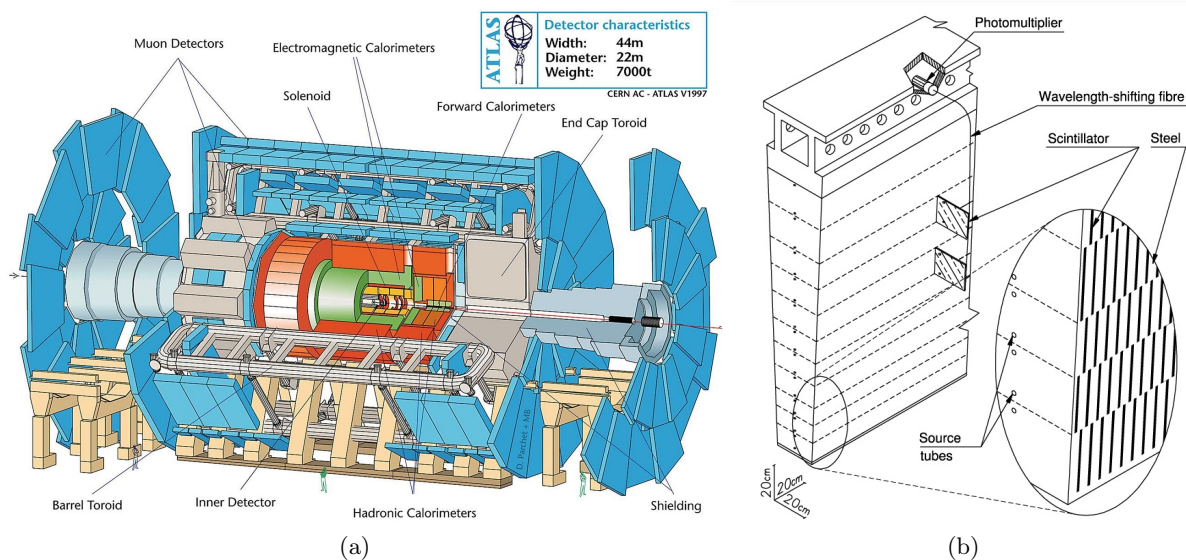 ATLAS
Detector characteristics
Width: 44m
Diameter: 22m
Weight: 7000t
CERN AC - ATLAS V1997
Muon Detectors
Electromagnetic Calorimeters
Solenoid
Forward Calorimeters
End Cap Toroid
D. Parchet + MB
Barrel Toroid
Inner Detector
Hadronic Calorimeters
Shielding
(a)
Photomultiplier
Wavelength-shifting fibre
Scintillator
Steel
Source
tubes
20cm
20cm
20cm
(b)